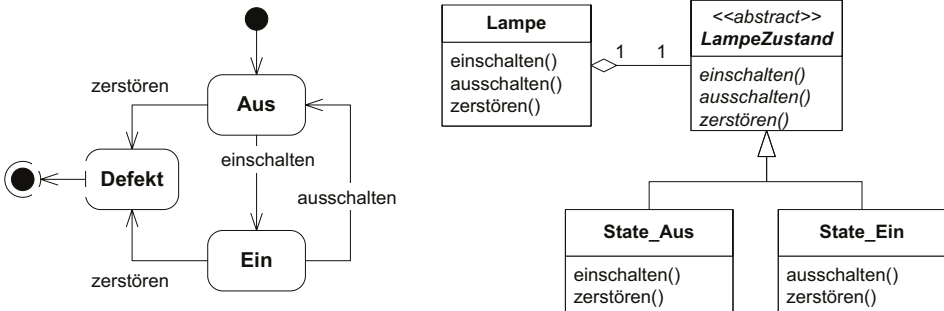 zerstören
Aus
einschalten
Defekt
ausschalten
zerstören
Ein
Lampe
einschalten()
ausschalten()
zerstören()
1 1
<<abstract>>
LampeZustand
einschalten()
ausschalten()
zerstören()
State_Aus
einschalten()
zerstören()
State_Ein
ausschalten()
zerstören()